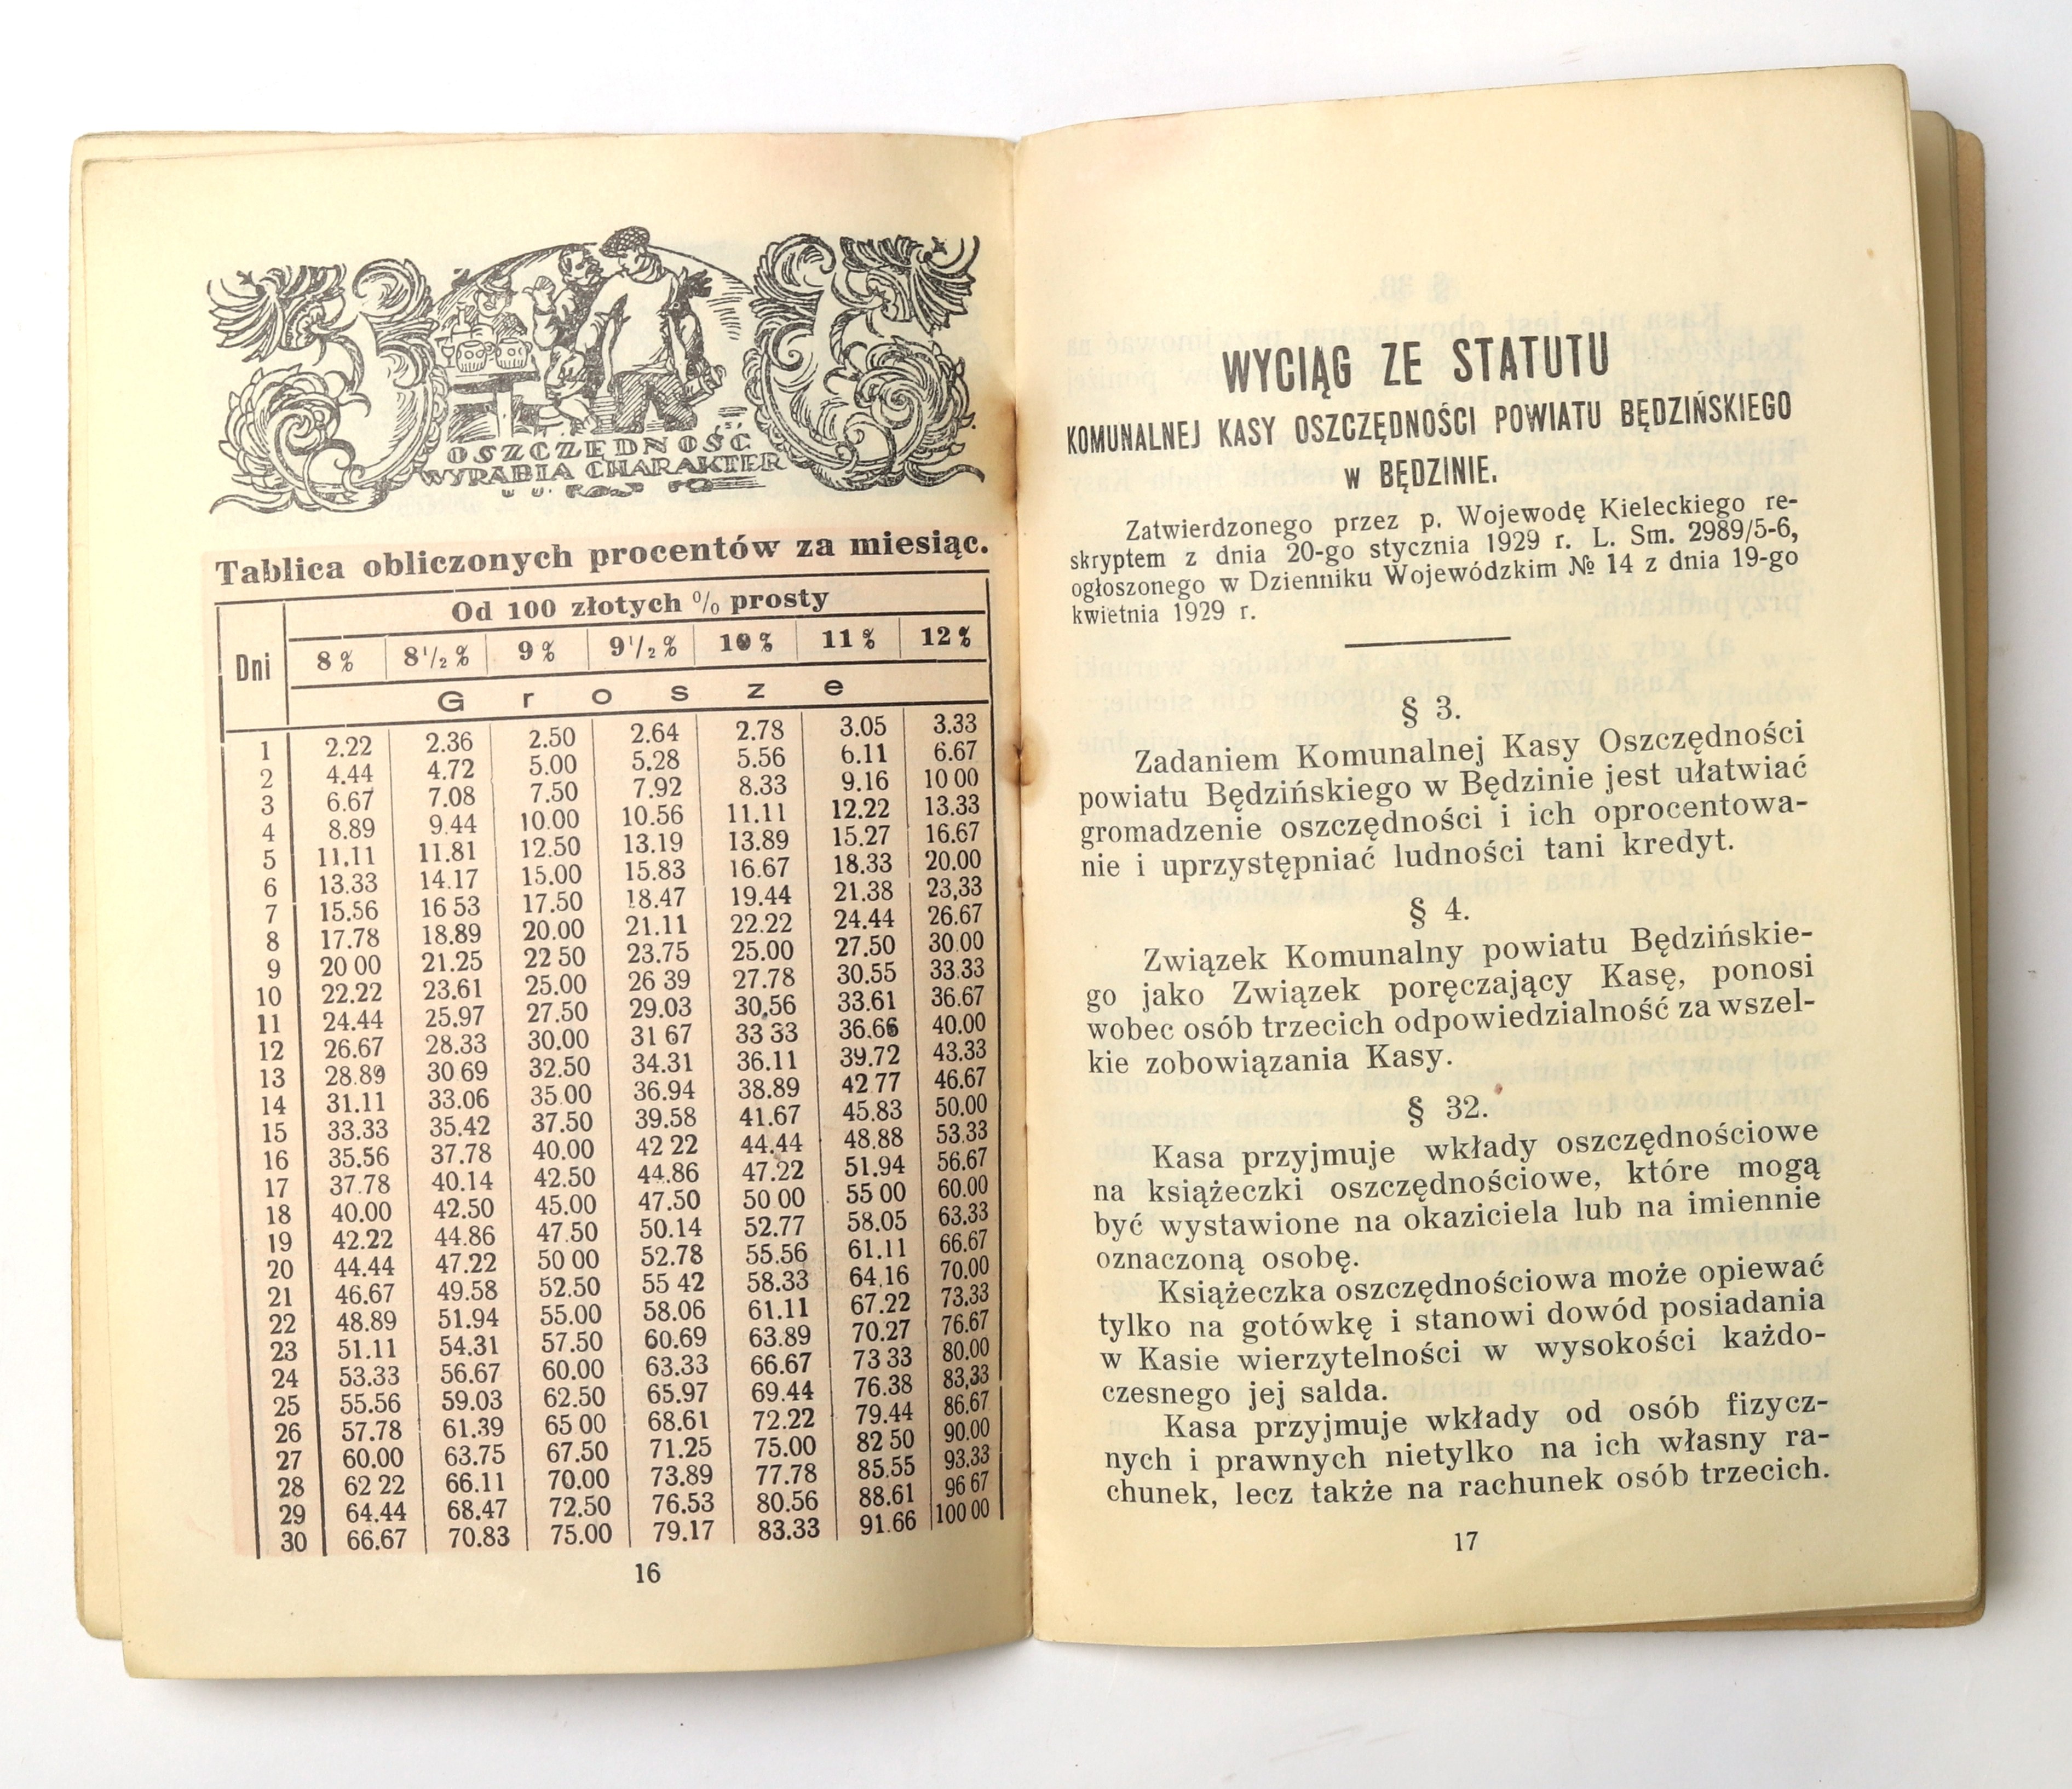 OSZCZĘDNOŚĆ
WYRABIA CHARAKTER
Tablica obliczonych procentów za miesiąc.
Dni
Od 100 złotych % prosty
8% 8 1/2% 9% 9 1/2% 10% 11% 12%
Grosze
1 2.22 2.36 2.50 2.64 2.78 3.05 3.33
2 4.44 4.72 5.00 5.28 5.56 6.11 6.67
3 6.67 7.08 7.50 7.92 8.33 9.16 10 00
4 8.89 9.44 10.00 10.56 11.11 12.22 13.33
5 11.11 11.81 12.50 13.19 13.89 15.27 16.67
6 13.33 14.17 15.00 15.83 16.67 18.33 20.00
7 15.56 16 53 17.50 18.47 19.44 21.38 23,33
8 17.78 18.89 20.00 21.11 22.22 24.44 26.67
9 20 00 21.25 22 50 23.75 25.00 27.50 30 00
10 22.22 23.61 25.00 26 39 27.78 30.55 33.33
11 24.44 25.97 27.50 29.03 30.56 33.61 36.67
12 26.67 28.33 30.00 31 67 33 33 36.66 40.00
13 28.89 30 69 32.50 34.31 36.11 39.72 43.33
14 31.11 33.06 35 00 36.94 38.89 42 77 46.67
15 33.33 35.42 37.50 39.58 41.67 45.83 50.00
16 35.56 37.78 40.00 42 22 44.44 48.88 53.33
17 37.78 40.14 42.50 44.86 47.22 51.94 56.67
18 40.00 42.50 45.00 47.50 50 00 55 00 60.00
19 42.22 44.86 47.50 50.14 52.77 58.05 63.33
20 44.44 47.22 50 00 52.78 55.56 61.11 66.67
21 46.67 49.58 52.50 55 42 58.33 64.16 70.00
22 48.89 51.94 55.00 58.06 61.11 67.22 73.33
23 51.11 54.31 57.50 60.69 63.89 70.27 76.67
24 53.33 56.67 60.00 63.33 66.67 73 33 80.00
25 55.56 59.03 62.50 65.97 69.44 76.38 83,33
26 57.78 61.39 65 00 68.61 72.22 79.44 86.67
27 60.00 63.75 67.50 71.25 75.00 82 50 90.00
28 62 22 66.11 70.00 73.89 77.78 85.55 93.33
29 64.44 68.47 72.50 76.53 80.56 88.61 96 67
30 66.67 70.83 75.00 79.17 83.33 91.66 100 00
16
WYCIĄG ZE STATUTU
KOMUNALNEJ KASY OSZCZĘDNOŚCI POWIATU BĘDZIŃSKIEGO
w BĘDZINIE.
Zatwierdzonego przez p. Wojewodę Kieleckiego re-
skryptem z dnia 20-go stycznia 1929 r. L. Sm. 2989/5-6,
ogłoszonego w Dzienniku Wojewódzkim № 14 z dnia 19-go
kwietnia 1929 r.
§ 3.
Zadaniem Komunalnej Kasy Oszczędności
powiatu Będzińskiego w Będzinie jest ułatwiać
gromadzenie oszczędności i ich oprocentowa-
nie i uprzystępniać ludności tani kredyt.
§ 4.
Związek Komunalny powiatu Będzińskie-
go jako Związek poręczający Kasę, ponosi
wobec osób trzecich odpowiedzialność za wszel-
kie zobowiązania Kasy.
§ 32.
Kasa przyjmuje wkłady oszczędnościowe
na książeczki oszczędnościowe, które mogą
być wystawione na okaziciela lub na imiennie
oznaczoną osobę.
Książeczka oszczędnościowa może opiewać
tylko na gotówkę i stanowi dowód posiadania
w Kasie wierzytelności w wysokości każdo-
czesnego jej salda.
Kasa przyjmuje wkłady od osób fizycz-
nych i prawnych nietylko na ich własny ra-
chunek, lecz także na rachunek osób trzecich.
17